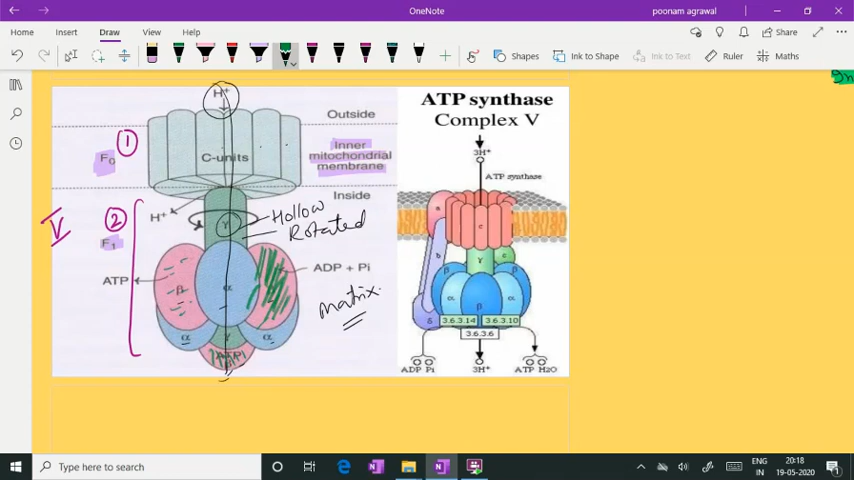 OneNote
poonam agrawal
Home
Insert
Draw
View
Help
Share
Shapes
Ink to Shape
Ink to Text
Ruler
Maths
H+
Outside
1
F0
C-units
Inner
mitochondrial
membrane
Inside
H+
V
2
F1
γ
Hollow
Rotated
ATP
β
α
ADP + Pi
matrix
α
γ
α
ATP synthase
Complex V
3H+
ATP synthase
a
c
b
γ
ε
β
β
α
β
α
δ
3.6.3.14
3.6.3.10
3.6.3.6
ADP Pi
3H+
ATP H2O
Type here to search
ENG
IN
20:18
19-05-2020